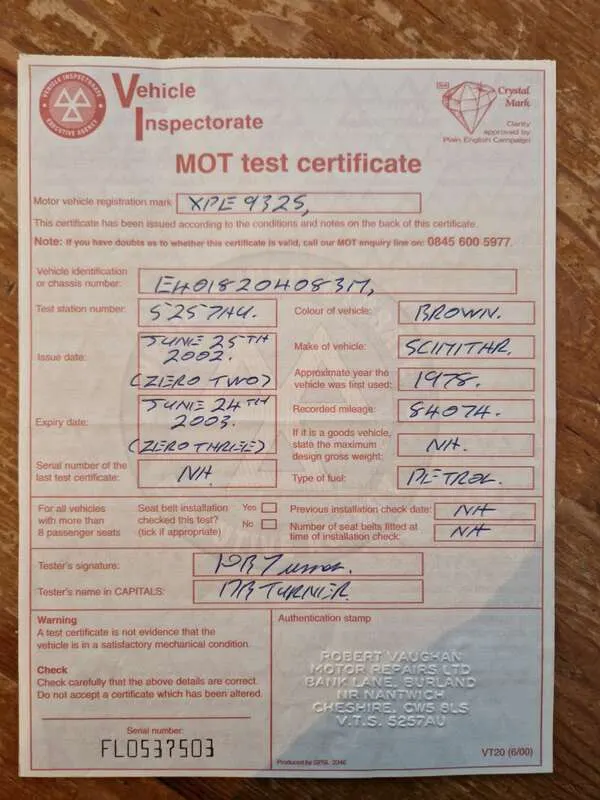 VEHICLE INSPECTORATE
EXECUTIVE AGENCY
Vehicle
Inspectorate
Crystal
Mark
Clarity
approved by
Plain English Campaign
MOT test certificate
Motor vehicle registration mark XPE 932S,
This certificate has been issued according to the conditions and notes on the back of this certificate.
Note: If you have doubts as to whether this certificate is valid, call our MOT enquiry line on: 0845 600 5977.
Vehicle identification
or chassis number: E4018204083M,
Test station number: 5257AU.
Colour of vehicle: BROWN.
Issue date: JUNE 25TH
2002.
(ZERO TWO)
Make of vehicle: SCIMITAR.
Approximate year the
vehicle was first used: 1978.
Expiry date: JUNE 24TH
2003.
(ZERO THREE)
Recorded mileage: 84074.
If it is a goods vehicle,
state the maximum
design gross weight: NA.
Serial number of the
last test certificate: NA
Type of fuel: PETROL.
For all vehicles
with more than
8 passenger seats
Seat belt installation
checked this test?
(tick if appropriate)
Yes
No
Previous installation check date: NA
Number of seat belts fitted at
time of installation check: NA
Tester's signature:
Tester's name in CAPITALS: DB TURNER
Warning
A test certificate is not evidence that the
vehicle is in a satisfactory mechanical condition.
Check
Check carefully that the above details are correct.
Do not accept a certificate which has been altered.
Serial number:
FL0537503
Authentication stamp
ROBERT VAUGHAN
MOTOR REPAIRS LTD
BANK LANE, BURLAND
NR NANTWICH
CHESHIRE, CW5 8LS
V.T.S. 5257AU
VT20 (6/00)